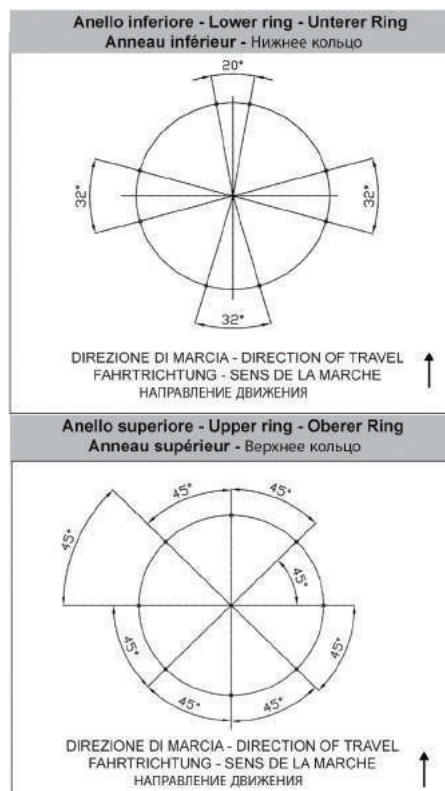 Anello inferiore - Lower ring - Unterer Ring
Anneau inférieur - Нижнее кольцо
20°
32°
32°
32°
DIREZIONE DI MARCIA - DIRECTION OF TRAVEL
FAHRTRICHTUNG - SENS DE LA MARCHE
НАПРАВЛЕНИЕ ДВИЖЕНИЯ
Anello superiore - Upper ring - Oberer Ring
Anneau supérieur - Верхнее кольцо
45°
45°
45°
45°
45°
45°
45°
45°
DIREZIONE DI MARCIA - DIRECTION OF TRAVEL
FAHRTRICHTUNG - SENS DE LA MARCHE
НАПРАВЛЕНИЕ ДВИЖЕНИЯ